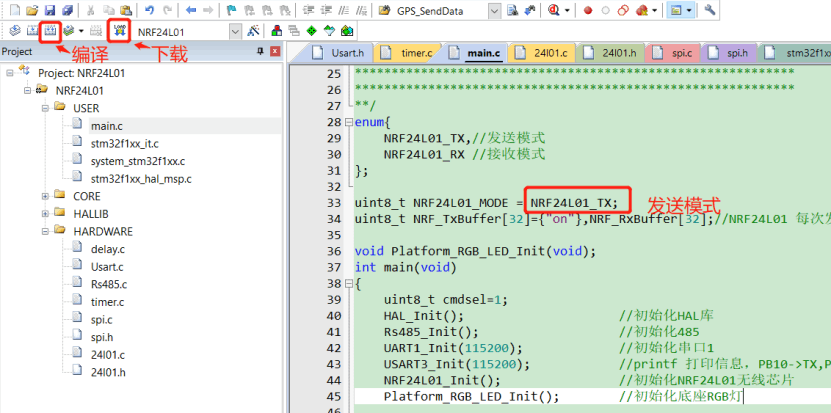 GPS_SendData
LOAD
NRF24L01
编译
下载
Project
Project: NRF24L01
NRF24L01
USER
main.c
stm32f1xx_it.c
system_stm32f1xx.c
stm32f1xx_hal_msp.c
CORE
HALLIB
HARDWARE
delay.c
Usart.c
Rs485.c
timer.c
spi.c
spi.h
24l01.c
24l01.h
Usart.h timer.c main.c 24l01.c 24l01.h spi.c spi.h stm32f1xx
25 ************************************************************
26 ************************************************************
27 **/
28 enum{
29 NRF24L01_TX,//发送模式
30 NRF24L01_RX //接收模式
31 };
32
33 uint8_t NRF24L01_MODE = NRF24L01_TX;
发送模式
34 uint8_t NRF_TxBuffer[32]={"on"},NRF_RxBuffer[32];//NRF24L01 每次发
35
36 void Platform_RGB_LED_Init(void);
37 int main(void)
38 {
39 uint8_t cmdsel=1;
40 HAL_Init(); //初始化HAL库
41 Rs485_Init(); //初始化485
42 UART1_Init(115200); //初始化串口1
43 USART3_Init(115200); //printf 打印信息, PB10->TX,P
44 NRF24L01_Init(); //初始化NRF24L01无线芯片
45 Platform_RGB_LED_Init(); //初始化底座RGB灯
46